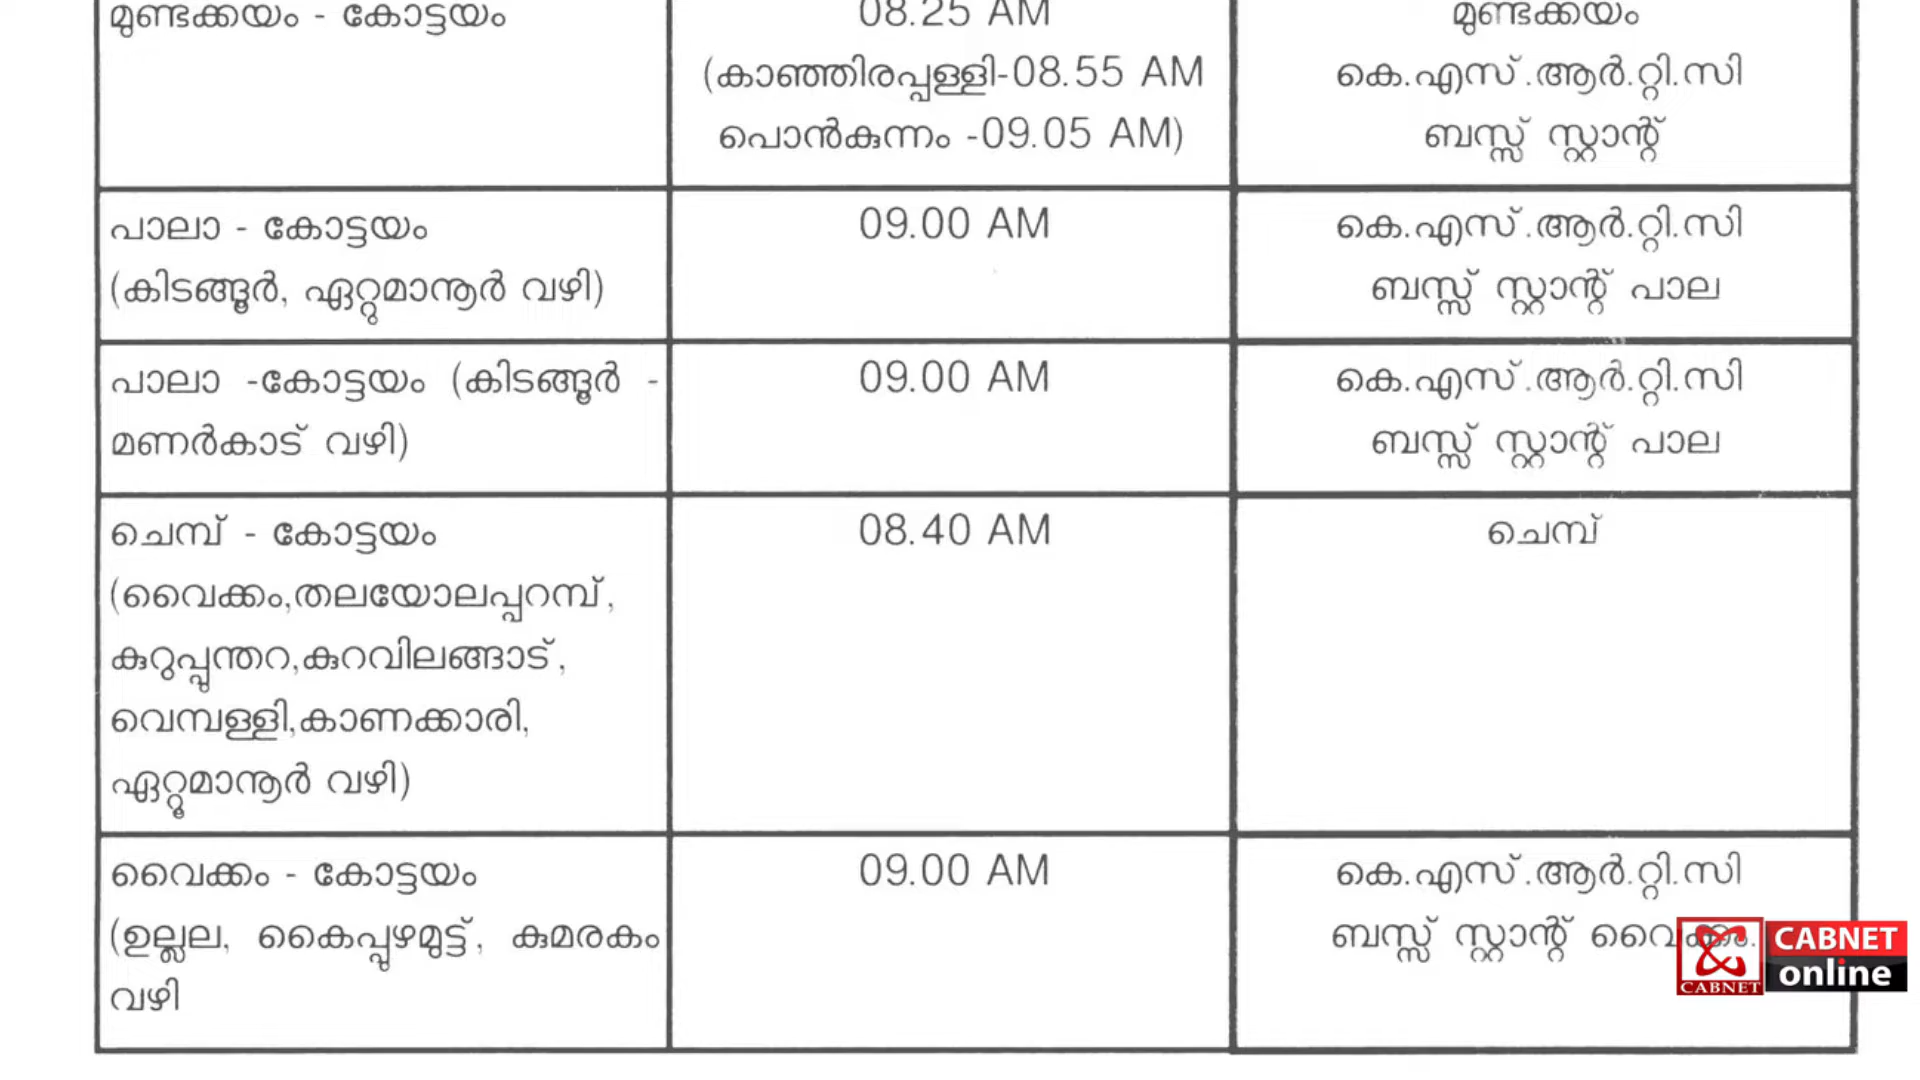 മുണ്ടക്കയം - കോട്ടയം
08.25 AM
(കാഞ്ഞിരപ്പള്ളി-08.55 AM
പൊൻകുന്നം -09.05 AM)
മുണ്ടക്കയം
കെ.എസ്.ആർ.റ്റി.സി
ബസ്സ് സ്റ്റാന്റ്
പാലാ - കോട്ടയം
(കിടങ്ങൂർ, ഏറ്റുമാനൂർ വഴി)
09.00 AM
കെ.എസ്.ആർ.റ്റി.സി
ബസ്സ് സ്റ്റാന്റ് പാല
പാലാ -കോട്ടയം (കിടങ്ങൂർ -
മണർകാട് വഴി)
09.00 AM
കെ.എസ്.ആർ.റ്റി.സി
ബസ്സ് സ്റ്റാന്റ് പാല
ചെമ്പ് - കോട്ടയം
(വൈക്കം,തലയോലപ്പറമ്പ്,
കുറുപ്പുന്തറ,കുറവിലങ്ങാട്,
വെമ്പള്ളി,കാണക്കാരി,
ഏറ്റൂമാനൂർ വഴി)
08.40 AM
ചെമ്പ്
വൈക്കം - കോട്ടയം
(ഉല്ലല, കൈപ്പുഴമുട്ട്, കുമരകം
വഴി
09.00 AM
കെ.എസ്.ആർ.റ്റി.സി
ബസ്സ് സ്റ്റാന്റ് വൈക്കം.
CABNET
CABNET
online